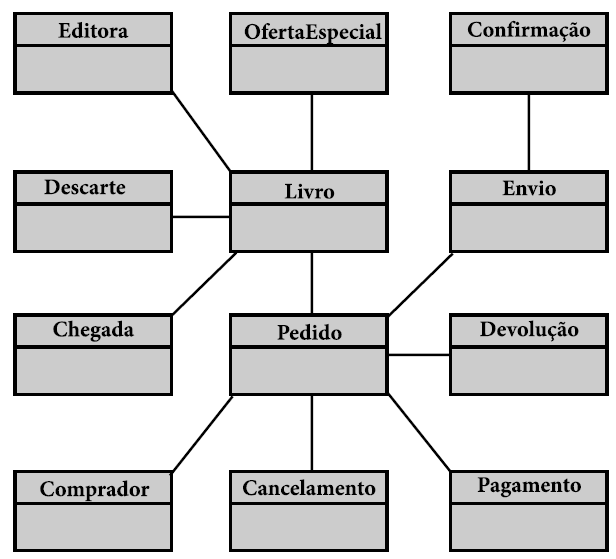 Editora
OfertaEspecial
Confirmação
Descarte
Livro
Envio
Chegada
Pedido
Devolução
Comprador
Cancelamento
Pagamento